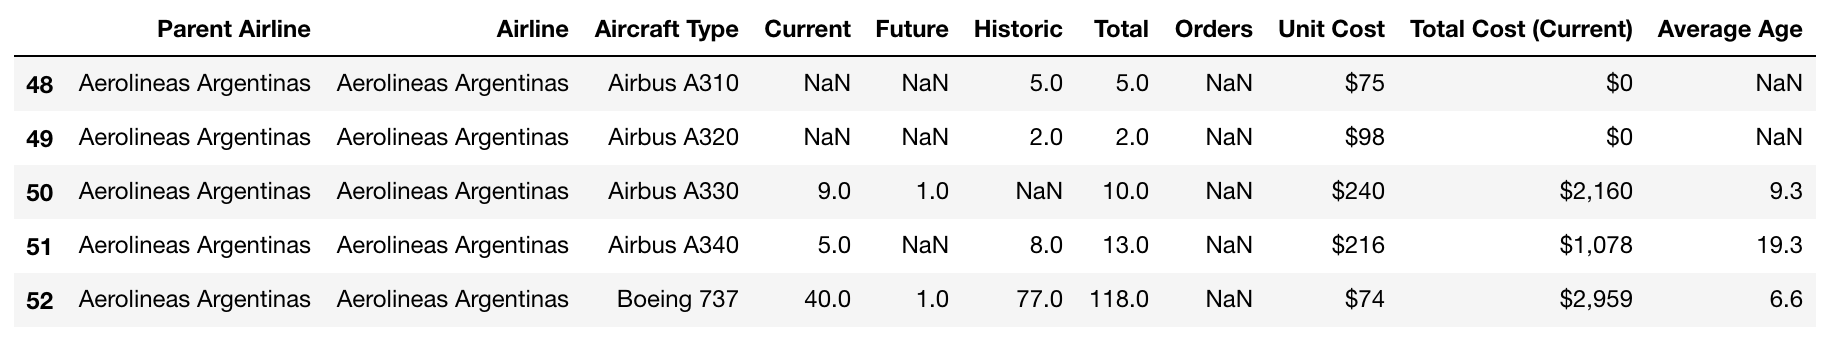 Parent Airline Airline Aircraft Type Current Future Historic Total Orders Unit Cost Total Cost (Current) Average Age
48 Aerolineas Argentinas Aerolineas Argentinas Airbus A310 NaN NaN 5.0 5.0 NaN $75 $0 NaN
49 Aerolineas Argentinas Aerolineas Argentinas Airbus A320 NaN NaN 2.0 2.0 NaN $98 $0 NaN
50 Aerolineas Argentinas Aerolineas Argentinas Airbus A330 9.0 1.0 NaN 10.0 NaN $240 $2,160 9.3
51 Aerolineas Argentinas Aerolineas Argentinas Airbus A340 5.0 NaN 8.0 13.0 NaN $216 $1,078 19.3
52 Aerolineas Argentinas Aerolineas Argentinas Boeing 737 40.0 1.0 77.0 118.0 NaN $74 $2,959 6.6